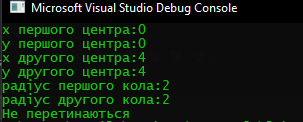 Microsoft Visual Studio Debug Console
х першого центра:0
у першого центра:0
х другого центра:4
у другого центра:4
радіус першого кола:2
радіус другого кола:2
Не перетинаються